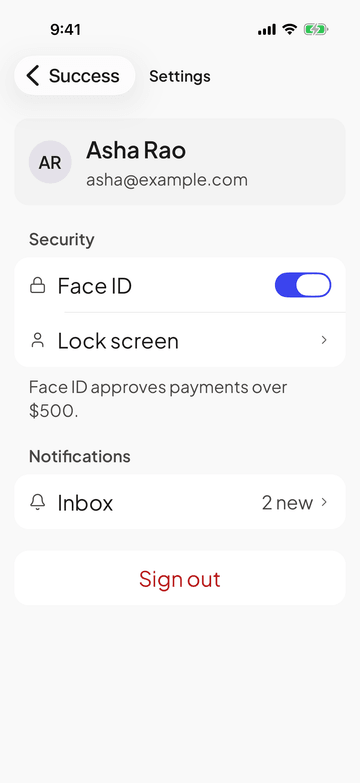 9:41
Success
Settings
AR
Asha Rao
asha@example.com
Security
Face ID
Lock screen
Face ID approves payments over
$500.
Notifications
Inbox
2 new
Sign out